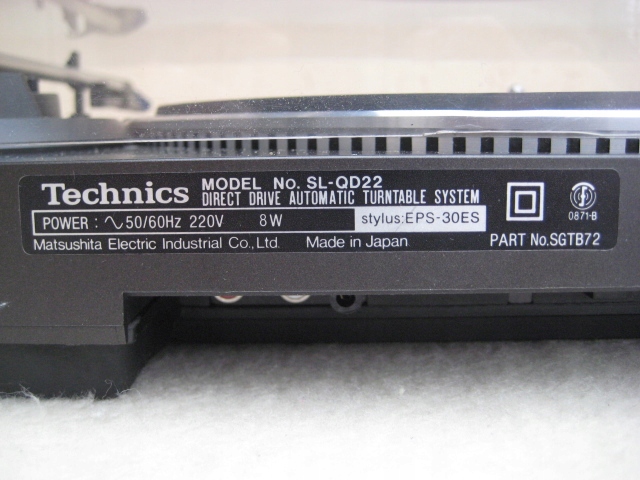 Technics MODEL No. SL-QD22
DIRECT DRIVE AUTOMATIC TURNTABLE SYSTEM
POWER : ∿ 50/60Hz 220V 8W stylus:EPS-30ES
Matsushita Electric Industrial Co., Ltd. Made in Japan
0871-B
PART No.SGTB72